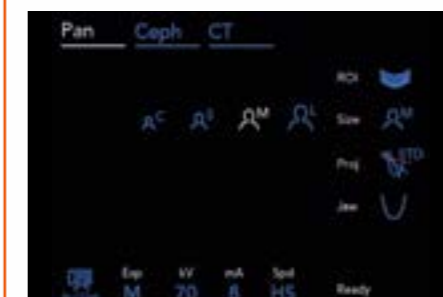 Pan Ceph CT
ROI
C S M L Size M
Proj STD
Jaw
Exp kV mA Spd
M 70 8 HS Ready